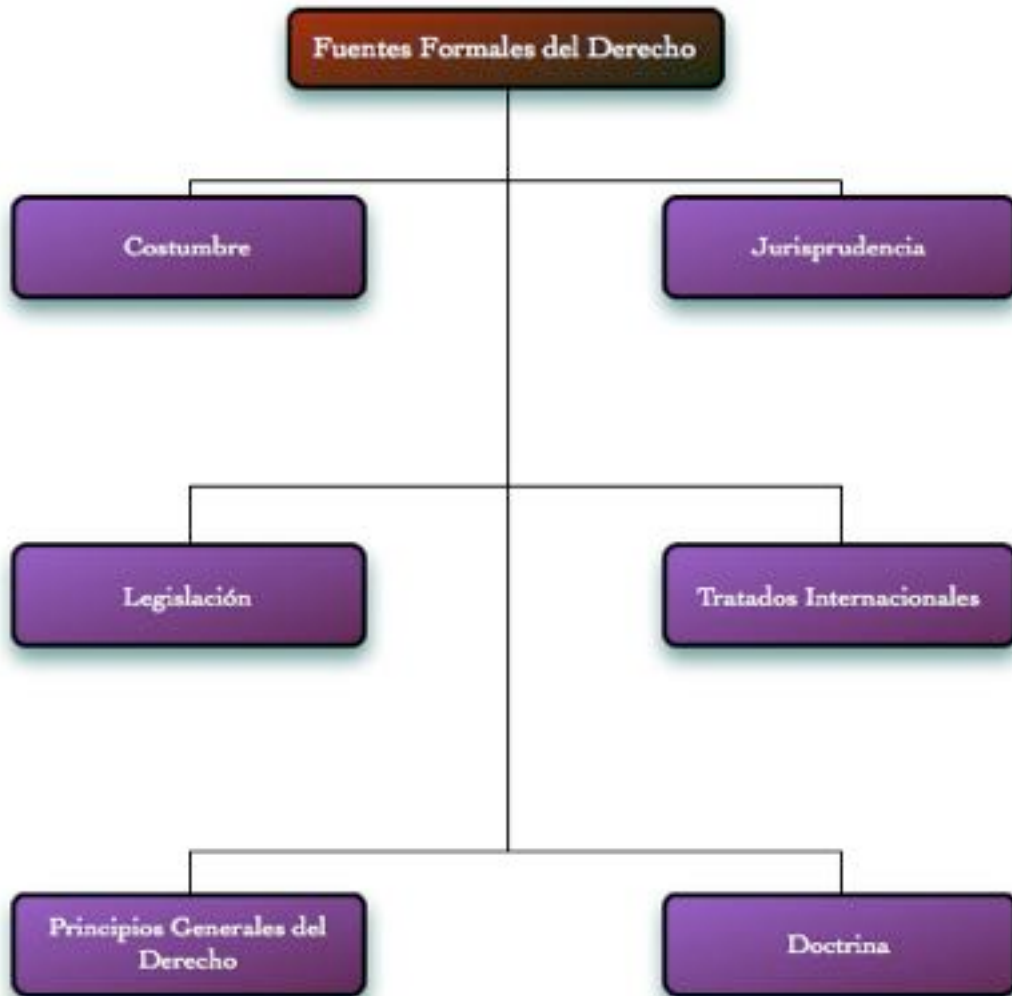 Fuentes Formales del Derecho
Costumbre
Jurisprudencia
Legislación
Tratados Internacionales
Principios Generales del
Derecho
Doctrina